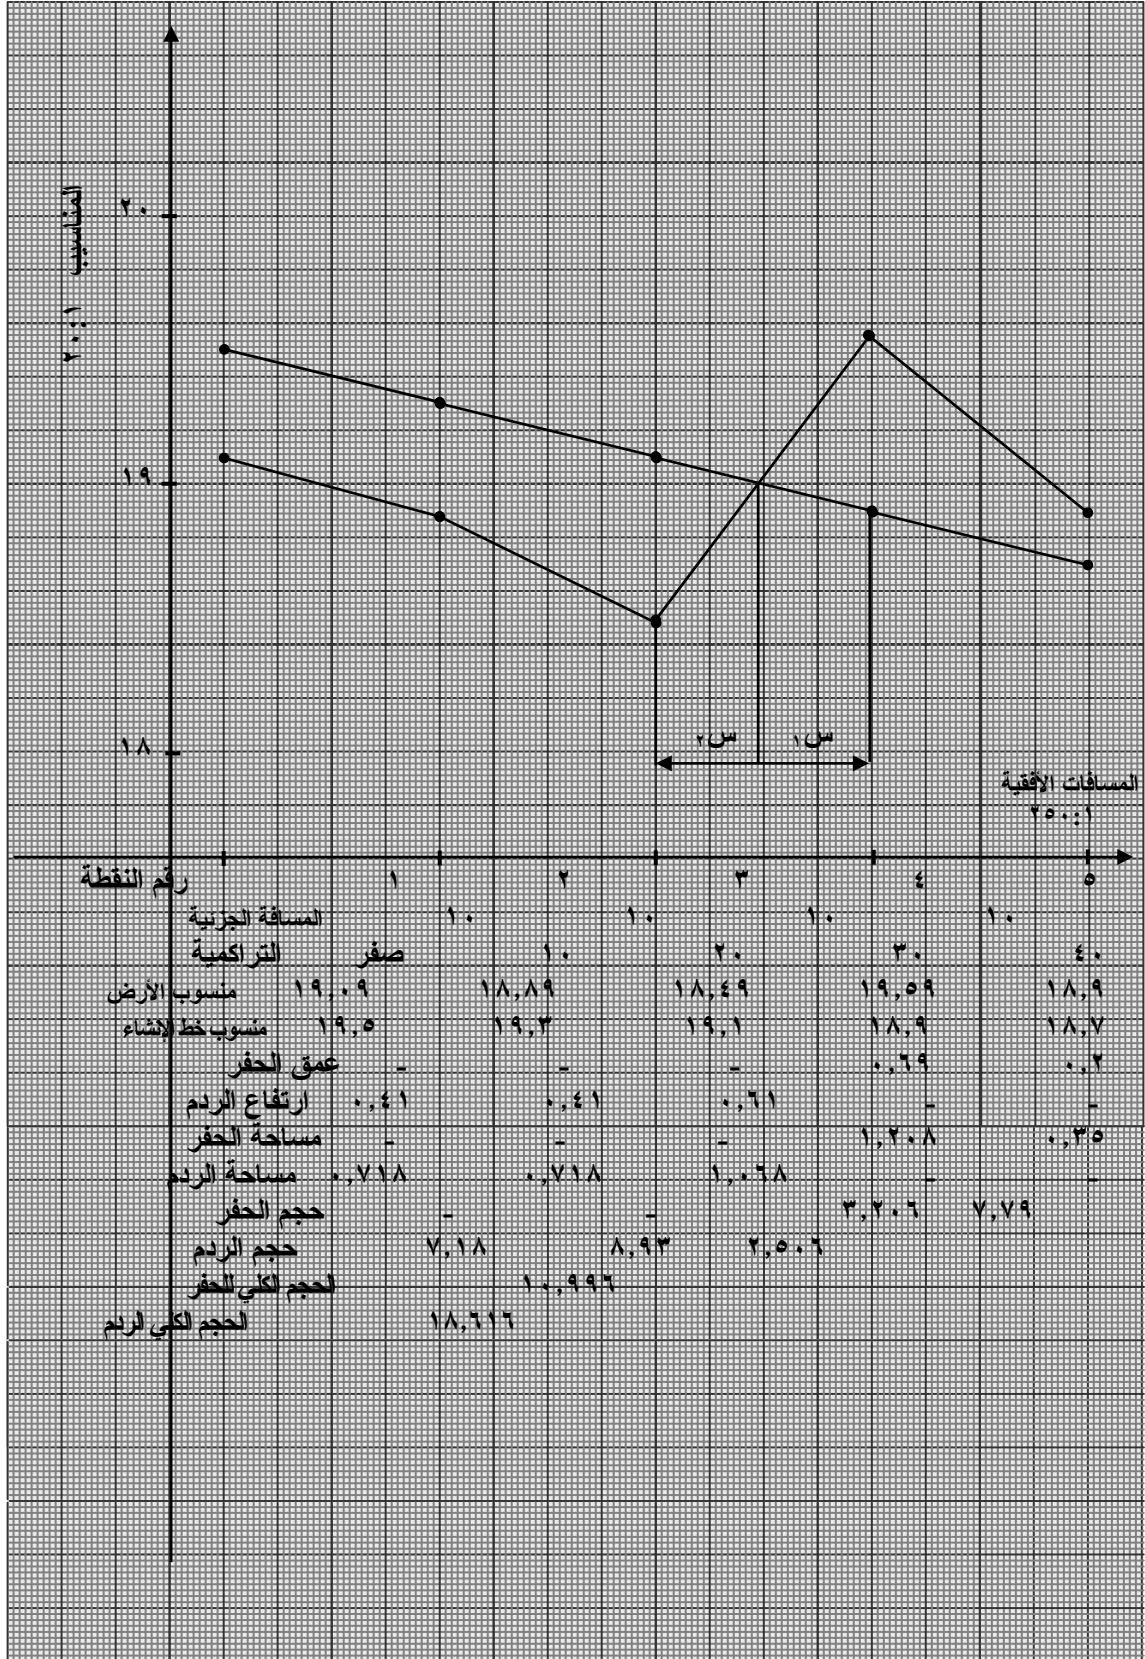 المناسيب ١:٢٠
٢٠
١٩
١٨
س٢ س١
المسافات الأفقية
٢٥٠:١
رقم النقطة ١ ٢ ٣ ٤ ٥
المسافة الجزئية ١٠ ١٠ ١٠ ١٠
التراكمية صفر ١٠ ٢٠ ٣٠ ٤٠
منسوب الأرض ١٩,٠٩ ١٨,٨٩ ١٨,٤٩ ١٩,٥٩ ١٨,٩
منسوب خط الإنشاء ١٩,٥ ١٩,٣ ١٩,١ ١٨,٩ ١٨,٧
عمق الحفر - - - ٠,٦٩ ٠,٢
ارتفاع الردم ٠,٤١ ٠,٤١ ٠,٦١ - -
مساحة الحفر - - - ١,٢٠٨ ٠,٣٥
مساحة الردم ٠,٧١٨ ٠,٧١٨ ١,٠٦٨ - -
حجم الحفر - - ٣,٢٠٦ ٧,٧٩
حجم الردم ٧,١٨ ٨,٩٣ ٢,٥٠٦
الحجم الكلي للحفر ١٠,٩٩٦
الحجم الكلي الردم ١٨,٦١٦